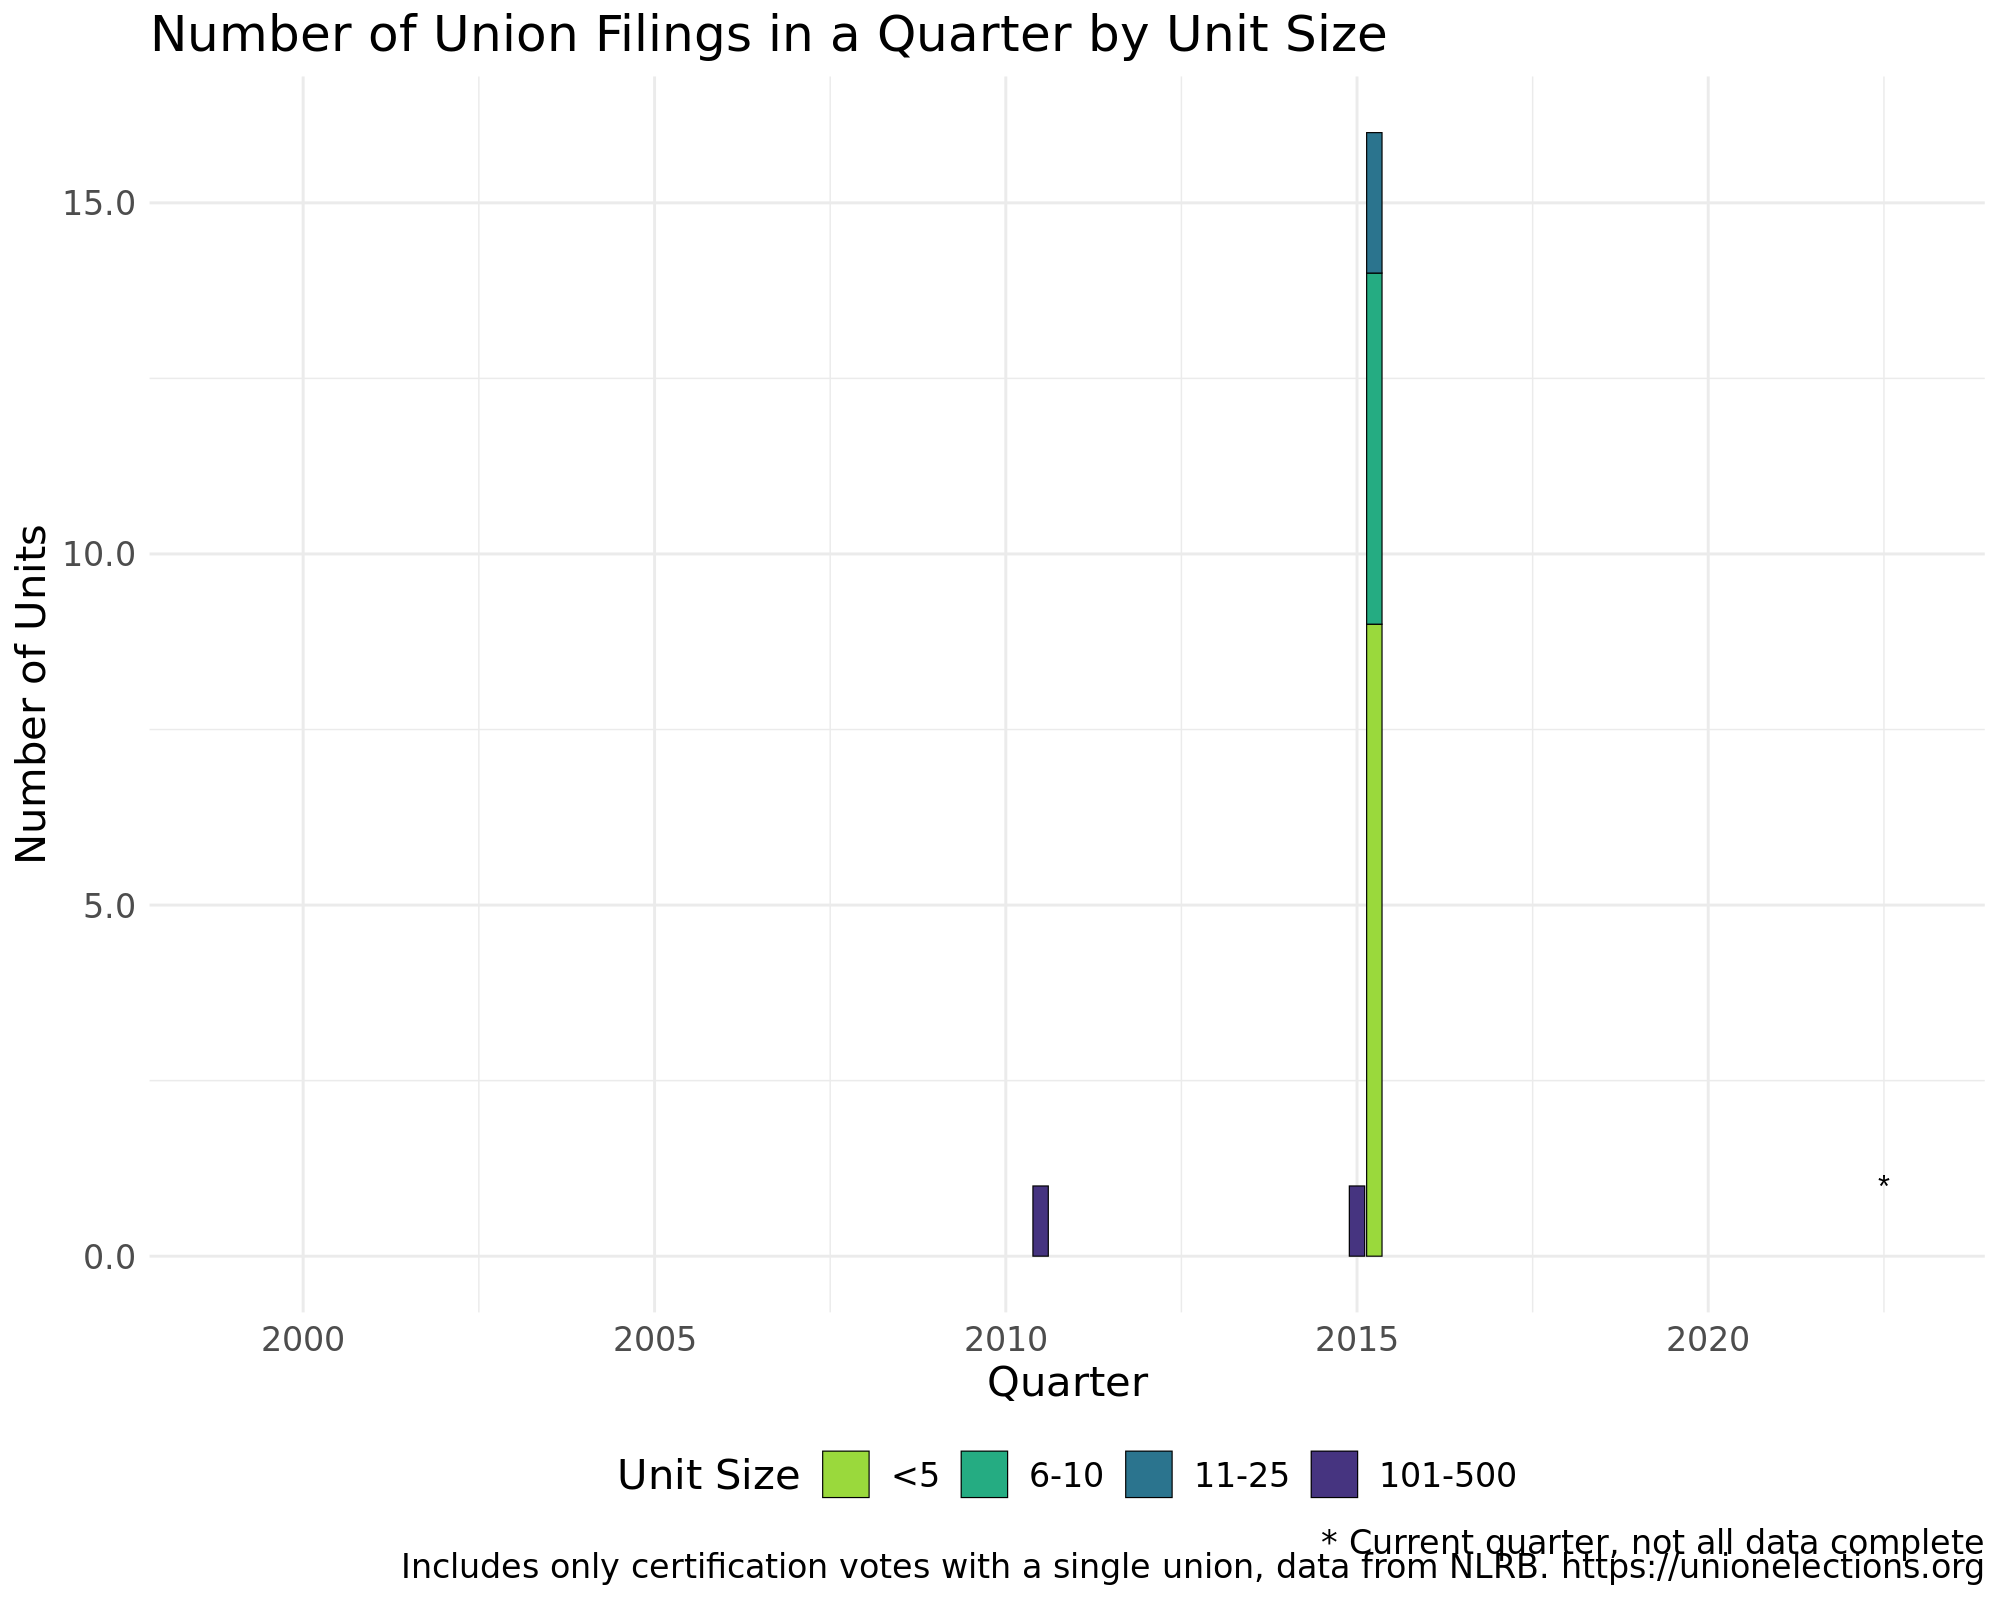 Number of Union Filings in a Quarter by Unit Size
Number of Units
15.0
10.0
5.0
0.0
*
2000 2005 2010 2015 2020
Quarter
Unit Size <5 6-10 11-25 101-500
* Current quarter, not all data complete
Includes only certification votes with a single union, data from NLRB. https://unionelections.org